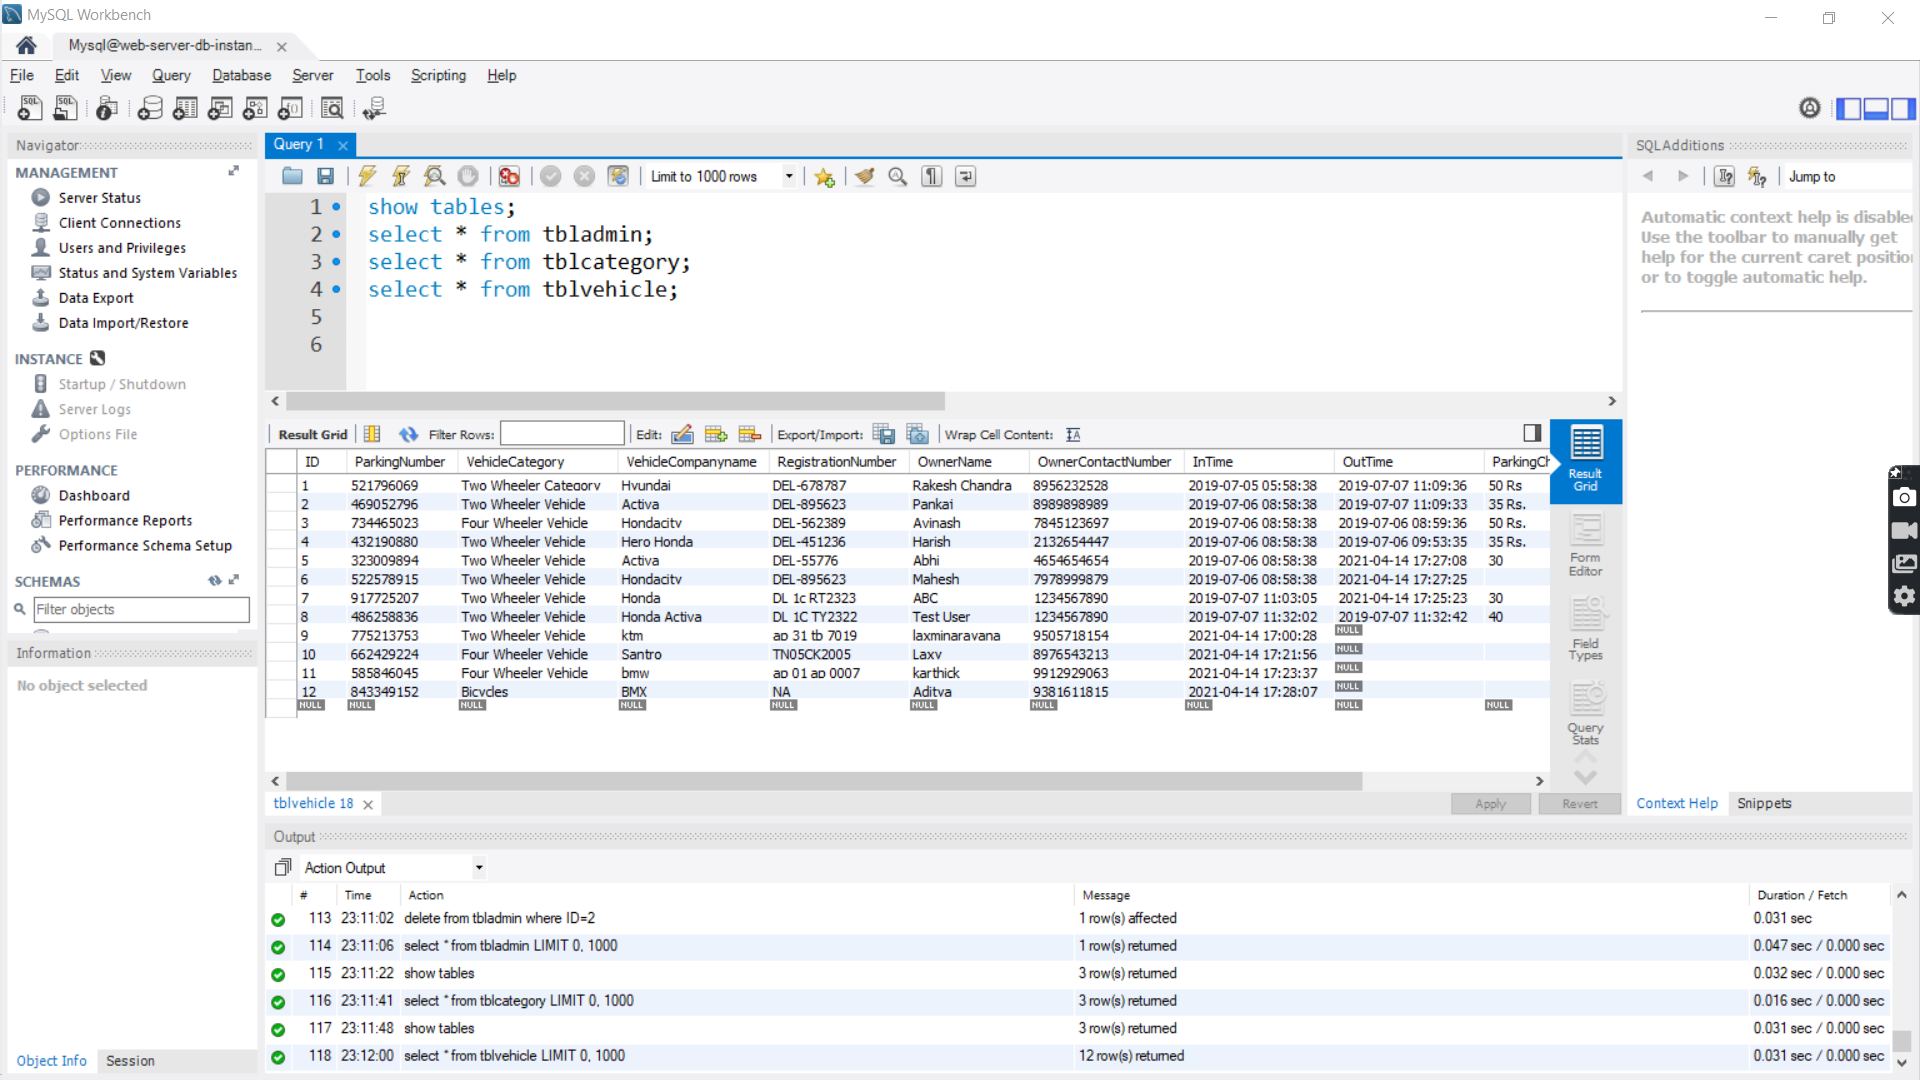 MySQL Workbench
Mysql@web-server-db-instan...
File Edit View Query Database Server Tools Scripting Help
Navigator
MANAGEMENT
Server Status
Client Connections
Users and Privileges
Status and System Variables
Data Export
Data Import/Restore
INSTANCE
Startup / Shutdown
Server Logs
Options File
PERFORMANCE
Dashboard
Performance Reports
Performance Schema Setup
SCHEMAS
Filter objects
Information
No object selected
Object Info Session
Query 1
Limit to 1000 rows
1 show tables;
2 select * from tbladmin;
3 select * from tblcategory;
4 select * from tblvehicle;
5
6
Result Grid Filter Rows: Edit: Export/Import: Wrap Cell Content:
ID ParkingNumber VehicleCategory VehicleCompanyname RegistrationNumber OwnerName OwnerContactNumber InTime OutTime ParkingCh
1 521796069 Two Wheeler Category Hyundai DEL-678787 Rakesh Chandra 8956232528 2019-07-05 05:58:38 2019-07-07 11:09:36 50 Rs
2 469052796 Two Wheeler Vehicle Activa DEL-895623 Pankaj 8989898989 2019-07-06 08:58:38 2019-07-07 11:09:33 35 Rs.
3 734465023 Four Wheeler Vehicle Hondacity DEL-562389 Avinash 7845123697 2019-07-06 08:58:38 2019-07-06 08:59:36 50 Rs.
4 432190880 Two Wheeler Vehicle Hero Honda DEL-451236 Harish 2132654447 2019-07-06 08:58:38 2019-07-06 09:53:35 35 Rs.
5 323009894 Two Wheeler Vehicle Activa DEL-55776 Abhi 4654654654 2019-07-06 08:58:38 2021-04-14 17:27:08 30
6 522578915 Two Wheeler Vehicle Hondacity DEL-895623 Mahesh 7978999879 2019-07-06 08:58:38 2021-04-14 17:27:25
7 917725207 Two Wheeler Vehicle Honda DL 1c RT2323 ABC 1234567890 2019-07-07 11:03:05 2021-04-14 17:25:23 30
8 486258836 Two Wheeler Vehicle Honda Activa DL 1C TY2322 Test User 1234567890 2019-07-07 11:32:02 2019-07-07 11:32:42 40
9 775213753 Two Wheeler Vehicle ktm ap 31 tb 7019 laxminarayana 9505718154 2021-04-14 17:00:28 NULL
10 662429224 Four Wheeler Vehicle Santro TN05CK2005 Laxy 8976543213 2021-04-14 17:21:56 NULL
11 585846045 Four Wheeler Vehicle bmw ap 01 ap 0007 karthick 9912929063 2021-04-14 17:23:37 NULL
12 843349152 Bicycles BMX NA Aditya 9381611815 2021-04-14 17:28:07 NULL
NULL NULL NULL NULL NULL NULL NULL NULL NULL NULL
Result Grid
Form Editor
Field Types
Query Stats
tblvehicle 18
Apply Revert
SQLAdditions
Jump to
Automatic context help is disable
Use the toolbar to manually get
help for the current caret positio
or to toggle automatic help.
Context Help Snippets
Output
Action Output
# Time Action Message Duration / Fetch
113 23:11:02 delete from tbladmin where ID=2 1 row(s) affected 0.031 sec
114 23:11:06 select * from tbladmin LIMIT 0, 1000 1 row(s) returned 0.047 sec / 0.000 sec
115 23:11:22 show tables 3 row(s) returned 0.032 sec / 0.000 sec
116 23:11:41 select * from tblcategory LIMIT 0, 1000 3 row(s) returned 0.016 sec / 0.000 sec
117 23:11:48 show tables 3 row(s) returned 0.031 sec / 0.000 sec
118 23:12:00 select * from tblvehicle LIMIT 0, 1000 12 row(s) returned 0.031 sec / 0.000 sec